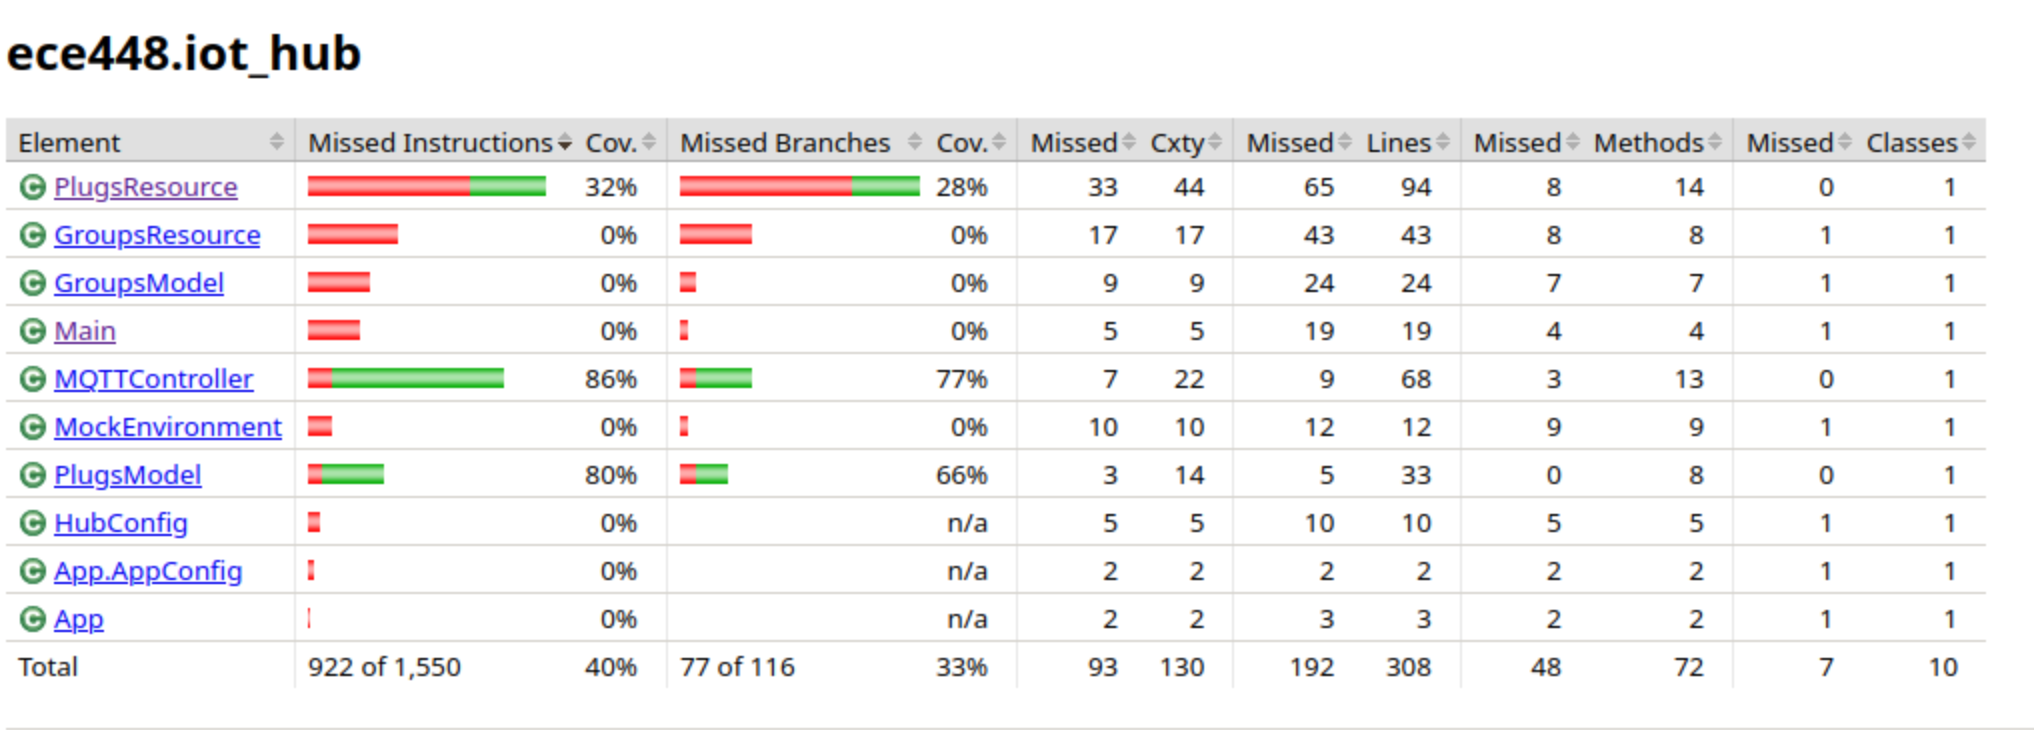 ece448.iot_hub
Element Missed Instructions Cov. Missed Branches Cov. Missed Cxty Missed Lines Missed Methods Missed Classes
PlugsResource 32% 28% 33 44 65 94 8 14 0 1
GroupsResource 0% 0% 17 17 43 43 8 8 1 1
GroupsModel 0% 0% 9 9 24 24 7 7 1 1
Main 0% 0% 5 5 19 19 4 4 1 1
MQTTController 86% 77% 7 22 9 68 3 13 0 1
MockEnvironment 0% 0% 10 10 12 12 9 9 1 1
PlugsModel 80% 66% 3 14 5 33 0 8 0 1
HubConfig 0% n/a 5 5 10 10 5 5 1 1
App.AppConfig 0% n/a 2 2 2 2 2 2 1 1
App 0% n/a 2 2 3 3 2 2 1 1
Total 922 of 1,550 40% 77 of 116 33% 93 130 192 308 48 72 7 10